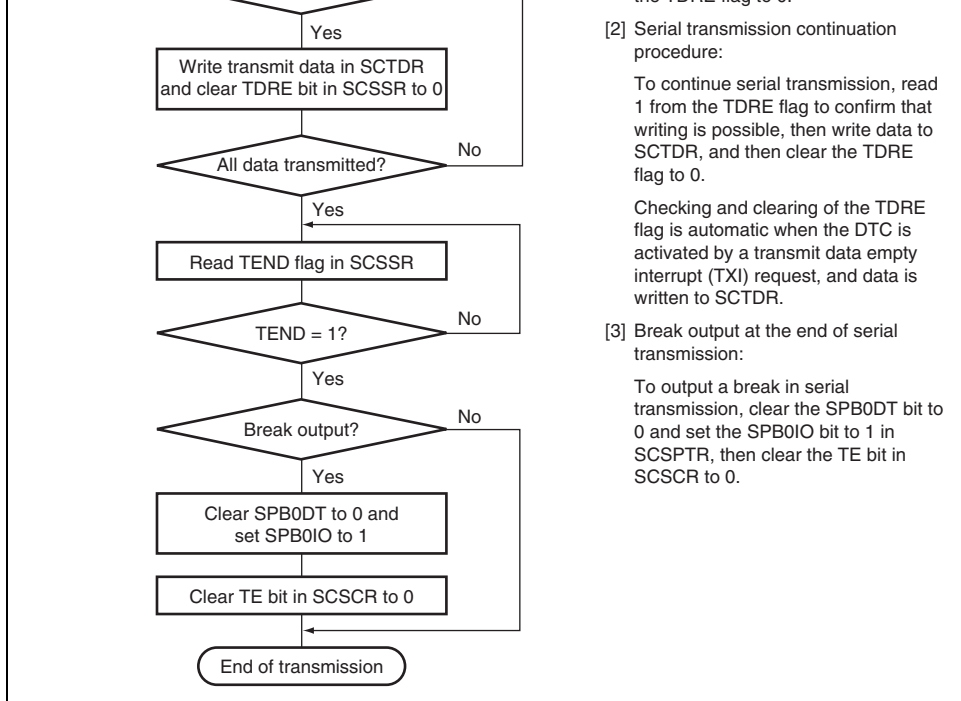 Yes
Write transmit data in SCTDR
and clear TDRE bit in SCSSR to 0
All data transmitted?
No
Yes
Read TEND flag in SCSSR
TEND = 1?
No
Yes
Break output?
No
Yes
Clear SPB0DT to 0 and
set SPB0IO to 1
Clear TE bit in SCSCR to 0
End of transmission
the TDRE flag to 0.
[2] Serial transmission continuation
procedure:
To continue serial transmission, read
1 from the TDRE flag to confirm that
writing is possible, then write data to
SCTDR, and then clear the TDRE
flag to 0.
Checking and clearing of the TDRE
flag is automatic when the DTC is
activated by a transmit data empty
interrupt (TXI) request, and data is
written to SCTDR.
[3] Break output at the end of serial
transmission:
To output a break in serial
transmission, clear the SPB0DT bit to
0 and set the SPB0IO bit to 1 in
SCSPTR, then clear the TE bit in
SCSCR to 0.